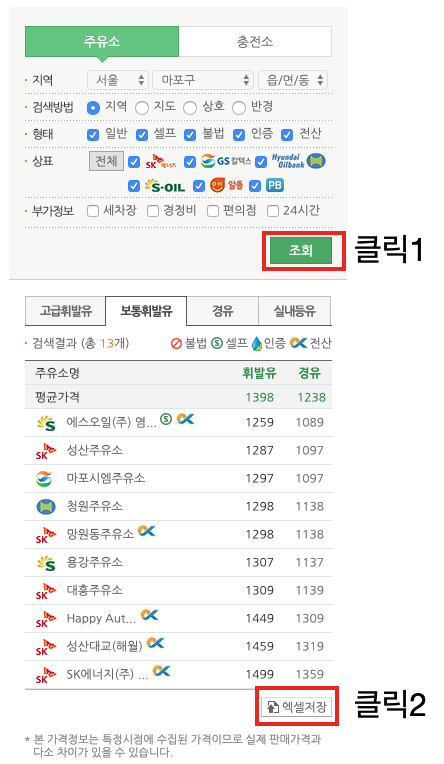 주유소 충전소
지역 서울 마포구 읍/면/동
검색방법 지역 지도 상호 반경
형태 일반 셀프 불법 인증 전산
상표 전체 SK 에너지 GS칼텍스 Hyundai Oilbank
S-OIL 알뜰 PB
부가정보 세차장 경정비 편의점 24시간
조회 클릭1
고급휘발유 보통휘발유 경유 실내등유
검색결과 (총 13개) 불법 S 셀프 인증 전산
주유소명 휘발유 경유
평균가격 1398 1238
S 에스오일(주) 염... S 1259 1089
SK 성산주유소 1287 1097
마포시엠주유소 1297 1097
청원주유소 1298 1138
SK 망원동주유소 1298 1138
S 용강주유소 1307 1137
SK 대흥주유소 1309 1139
SK Happy Aut... 1449 1309
SK 성산대교(해월) 1459 1319
SK SK에너지(주) ... 1499 1359
엑셀저장 클릭2
* 본 가격정보는 특정시점에 수집된 가격이므로 실제 판매가격과
다소 차이가 있을 수 있습니다.